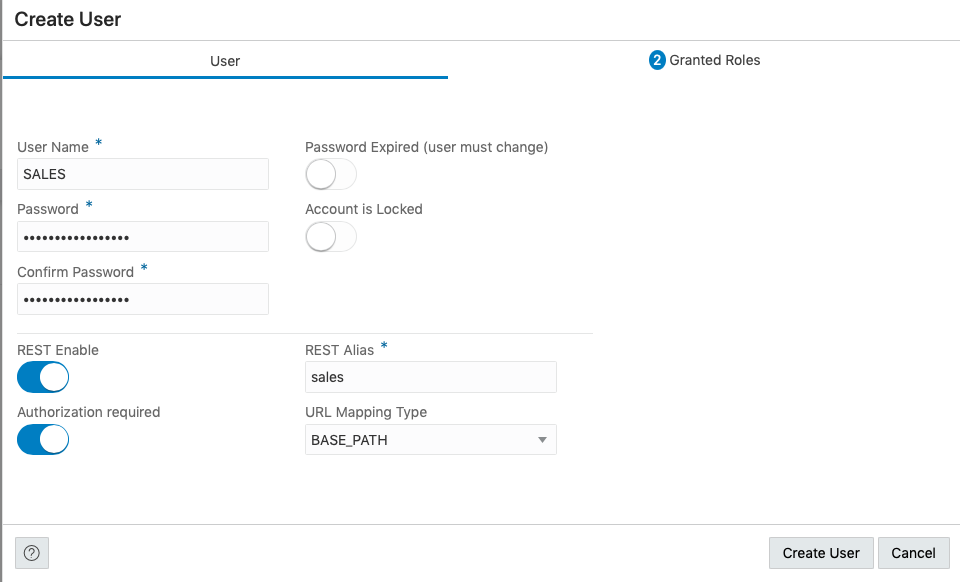 Create User
User
2 Granted Roles
User Name *
Password Expired (user must change)
SALES
Password *
Account is Locked
•••••••••••••••••
Confirm Password *
•••••••••••••••••
REST Enable
REST Alias *
sales
Authorization required
URL Mapping Type
BASE_PATH
?
Create User
Cancel